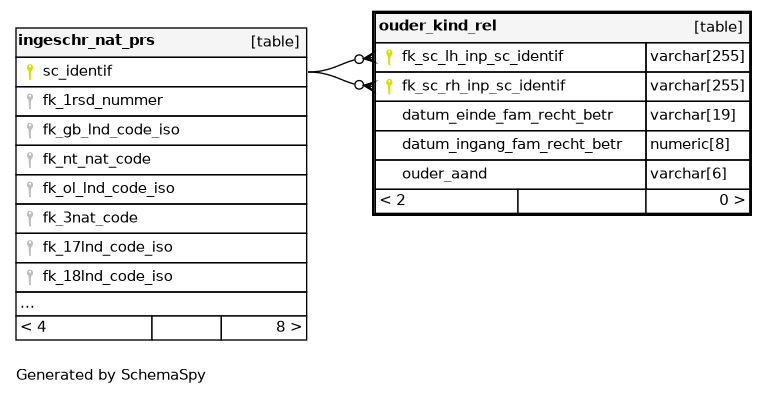 ingeschr_nat_prs [table]
sc_identif
fk_1rsd_nummer
fk_gb_lnd_code_iso
fk_nt_nat_code
fk_ol_lnd_code_iso
fk_3nat_code
fk_17lnd_code_iso
fk_18lnd_code_iso
...
< 4 8 >
ouder_kind_rel [table]
fk_sc_lh_inp_sc_identif varchar[255]
fk_sc_rh_inp_sc_identif varchar[255]
datum_einde_fam_recht_betr varchar[19]
datum_ingang_fam_recht_betr numeric[8]
ouder_aand varchar[6]
< 2 0 >
Generated by SchemaSpy